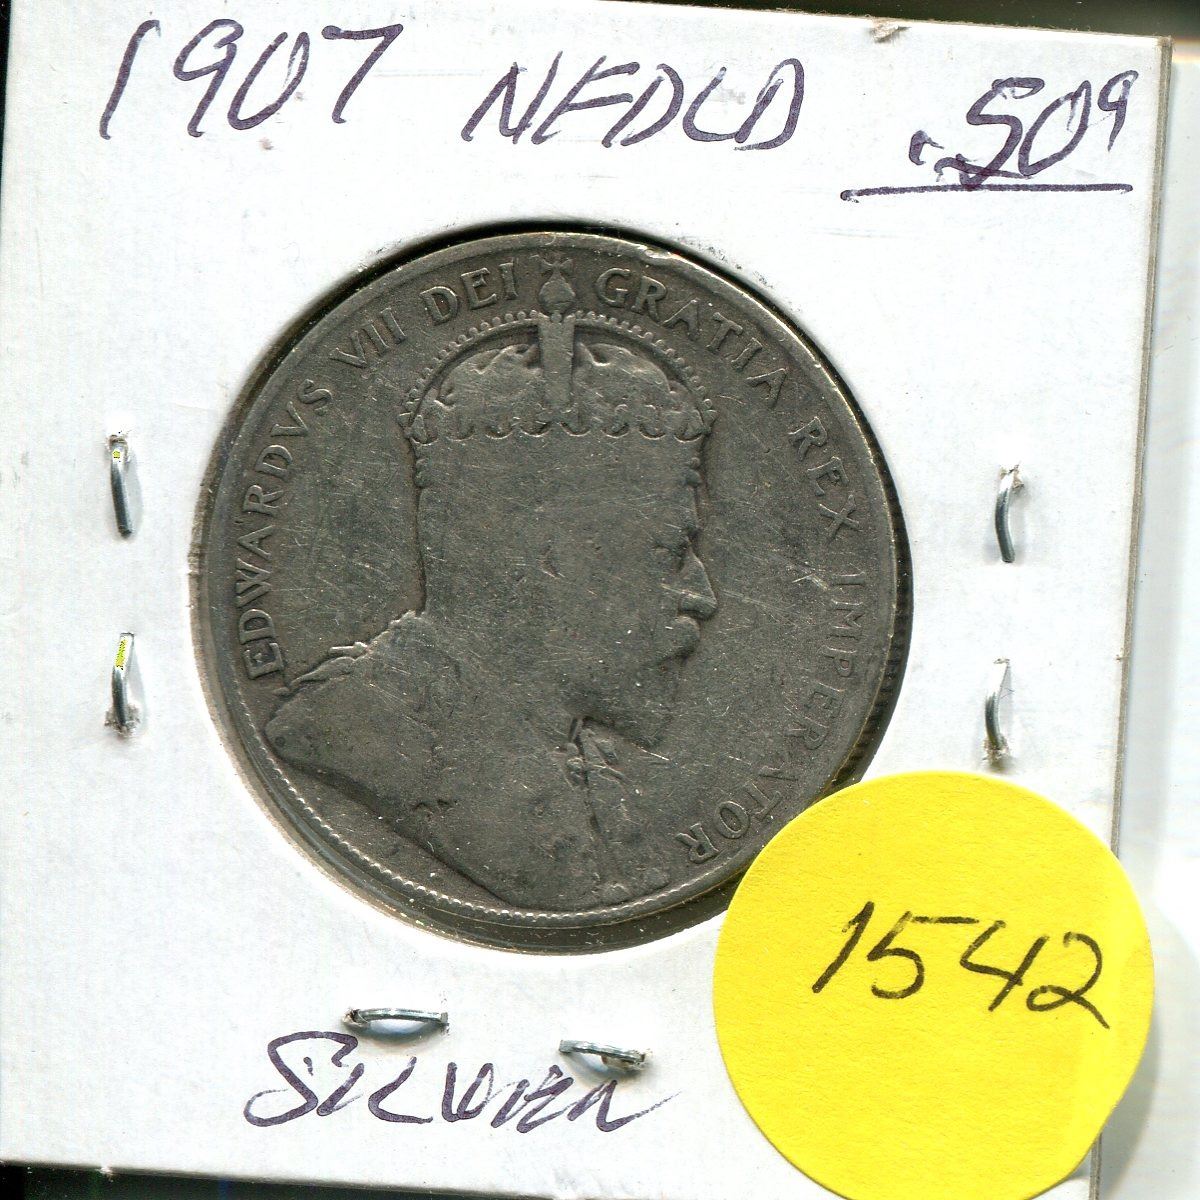 1907 NFDLD .50¢
EDWARDVS VII DEI GRATIA REX IMPERATOR
1542
SILVER